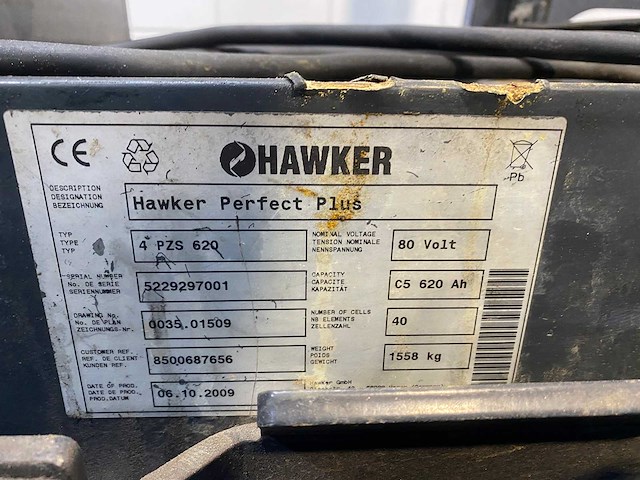 CE
HAWKER
Pb
DESCRIPTION
DESIGNATION
BEZEICHNUNG
Hawker Perfect Plus
TYP
TYPE
TYP
4 PZS 620
NOMINAL VOLTAGE
TENSION NOMINALE
NENNSPANNUNG
80 Volt
SERIAL NUMBER
No. DE SERIE
SERIENNUMMER
5229297001
CAPACITY
CAPACITE
KAPAZITÄT
C5 620 Ah
DRAWING No.
No. DE PLAN
ZEICHNUNGS-Nr.
0035.01509
NUMBER OF CELLS
NB ELEMENTS
ZELLENZAHL
40
CUSTOMER REF.
REF. DE CLIENT
KUNDEN REF.
8500687656
WEIGHT
POIDS
GEWICHT
1558 kg
DATE OF PROD.
DATE DE PROD.
PROD.DATUM
06.10.2009
Hawker GmbH